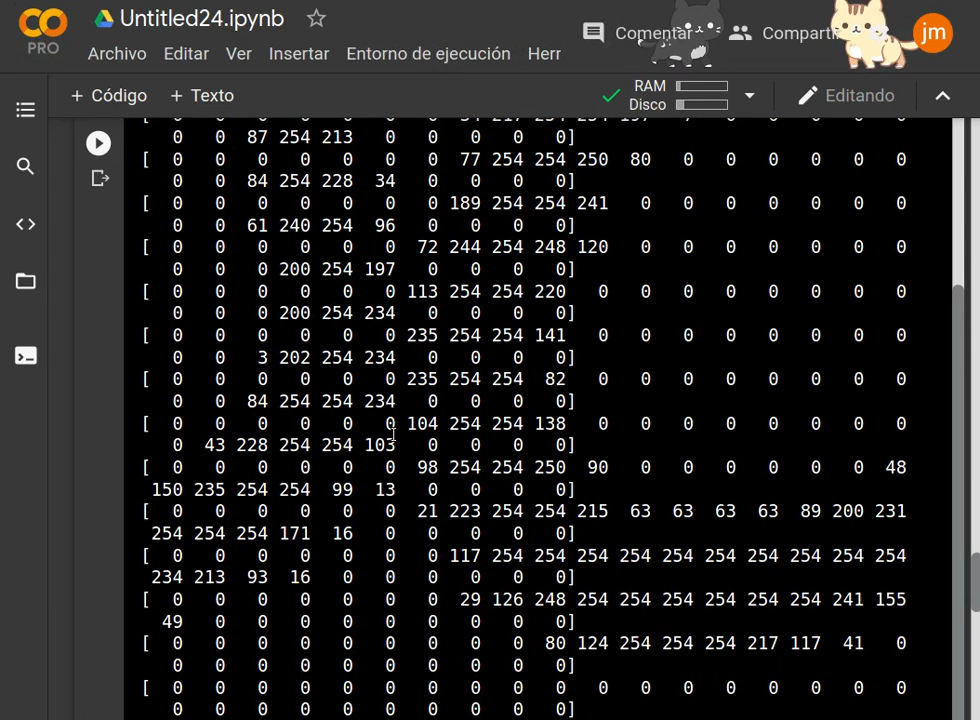 CO PRO
Untitled24.ipynb
Comentar
Compartir
jm
Archivo Editar Ver Insertar Entorno de ejecución Herr
+ Código + Texto
RAM
Disco
Editando
[ 0 0 0 0 0 0 0 54 217 254 254 197 7 0 0 0 0
0 0 87 254 213 0 0 0 0 0]
[ 0 0 0 0 0 0 0 77 254 254 250 80 0 0 0 0 0
0 0 84 254 228 34 0 0 0 0]
[ 0 0 0 0 0 0 0 189 254 254 241 0 0 0 0 0 0
0 0 61 240 254 96 0 0 0 0]
[ 0 0 0 0 0 0 72 244 254 248 120 0 0 0 0 0 0
0 0 0 200 254 197 0 0 0 0]
[ 0 0 0 0 0 0 113 254 254 220 0 0 0 0 0 0 0
0 0 0 200 254 234 0 0 0 0]
[ 0 0 0 0 0 0 235 254 254 141 0 0 0 0 0 0 0
0 0 3 202 254 234 0 0 0 0]
[ 0 0 0 0 0 0 235 254 254 82 0 0 0 0 0 0 0
0 0 84 254 254 234 0 0 0 0]
[ 0 0 0 0 0 0 104 254 254 138 0 0 0 0 0 0 0
0 43 228 254 254 103 0 0 0 0]
[ 0 0 0 0 0 0 98 254 254 250 90 0 0 0 0 0 48
150 235 254 254 99 13 0 0 0 0]
[ 0 0 0 0 0 0 21 223 254 254 215 63 63 63 63 89 200 231
254 254 254 171 16 0 0 0 0 0]
[ 0 0 0 0 0 0 0 117 254 254 254 254 254 254 254 254 254 254
234 213 93 16 0 0 0 0 0 0]
[ 0 0 0 0 0 0 0 29 126 248 254 254 254 254 254 254 241 155
49 0 0 0 0 0 0 0 0 0]
[ 0 0 0 0 0 0 0 0 0 80 124 254 254 254 217 117 41 0
0 0 0 0 0 0 0 0 0 0]
[ 0 0 0 0 0 0 0 0 0 0 0 0 0 0 0 0 0 0
0 0 0 0 0 0 0 0 0 0]